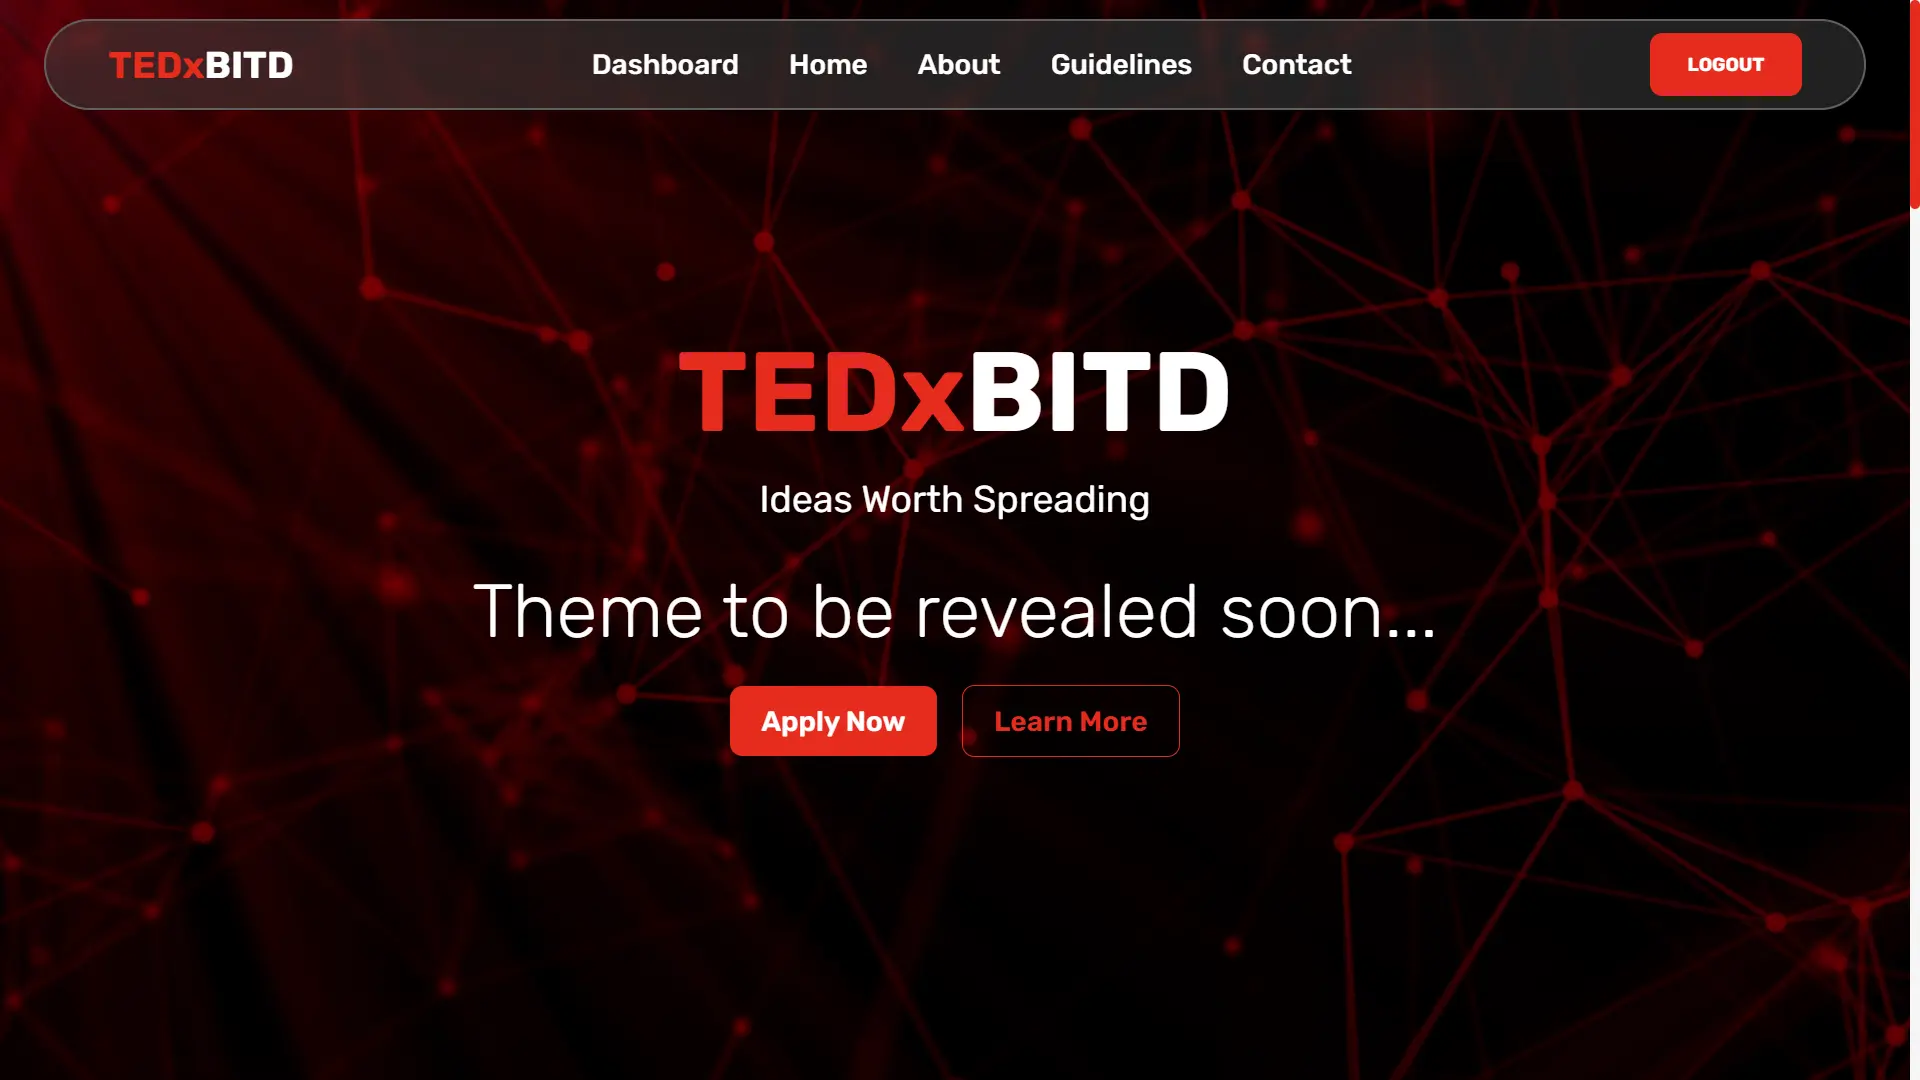 TEDxBITD
Dashboard Home About Guidelines Contact
LOGOUT
TEDxBITD
Ideas Worth Spreading
Theme to be revealed soon...
Apply Now Learn More